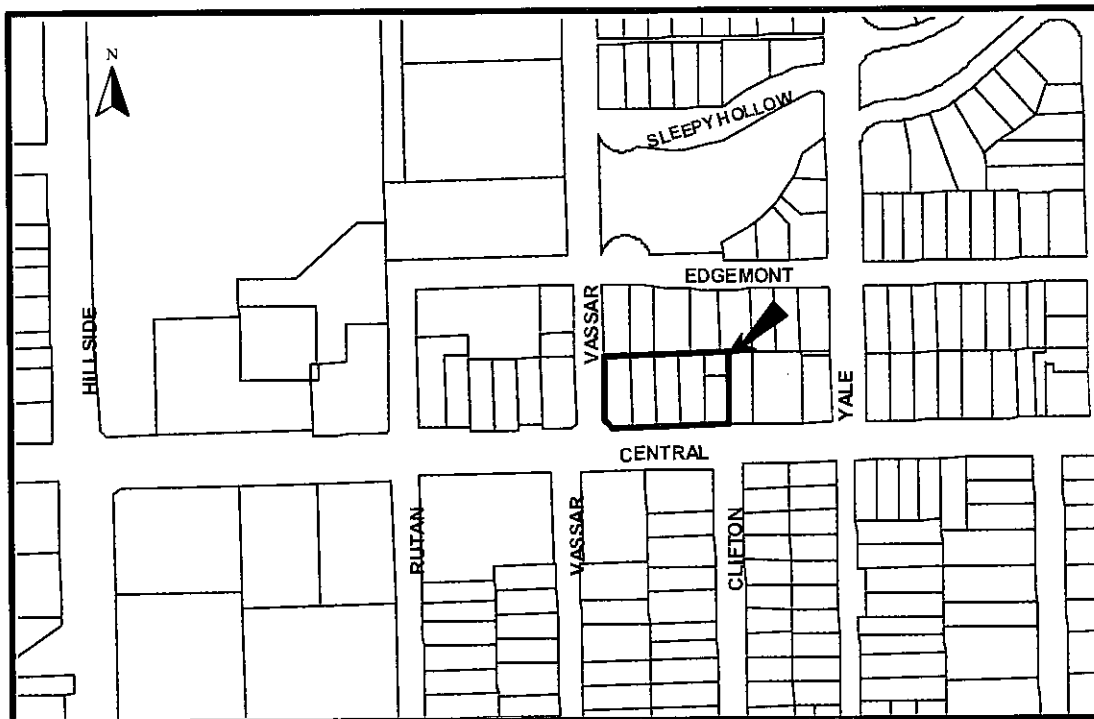 N
SLEEPY HOLLOW
EDGEMONT
VASSAR
HILLSIDE
YALE
CENTRAL
RUTAN
VASSAR
CLIFTON